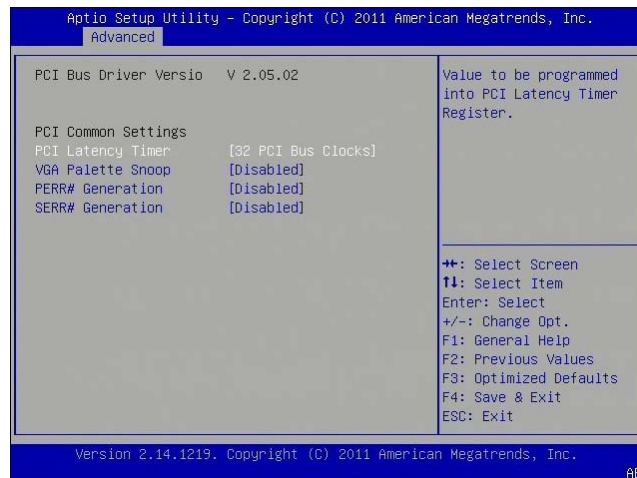 Aptio Setup Utility – Copyright (C) 2011 American Megatrends, Inc.
Advanced
PCI Bus Driver Versio V 2.05.02
PCI Common Settings
PCI Latency Timer [32 PCI Bus Clocks]
VGA Palette Snoop [Disabled]
PERR# Generation [Disabled]
SERR# Generation [Disabled]
Value to be programmed
into PCI Latency Timer
Register.
→←: Select Screen
↑↓: Select Item
Enter: Select
+/-: Change Opt.
F1: General Help
F2: Previous Values
F3: Optimized Defaults
F4: Save & Exit
ESC: Exit
Version 2.14.1219. Copyright (C) 2011 American Megatrends, Inc.